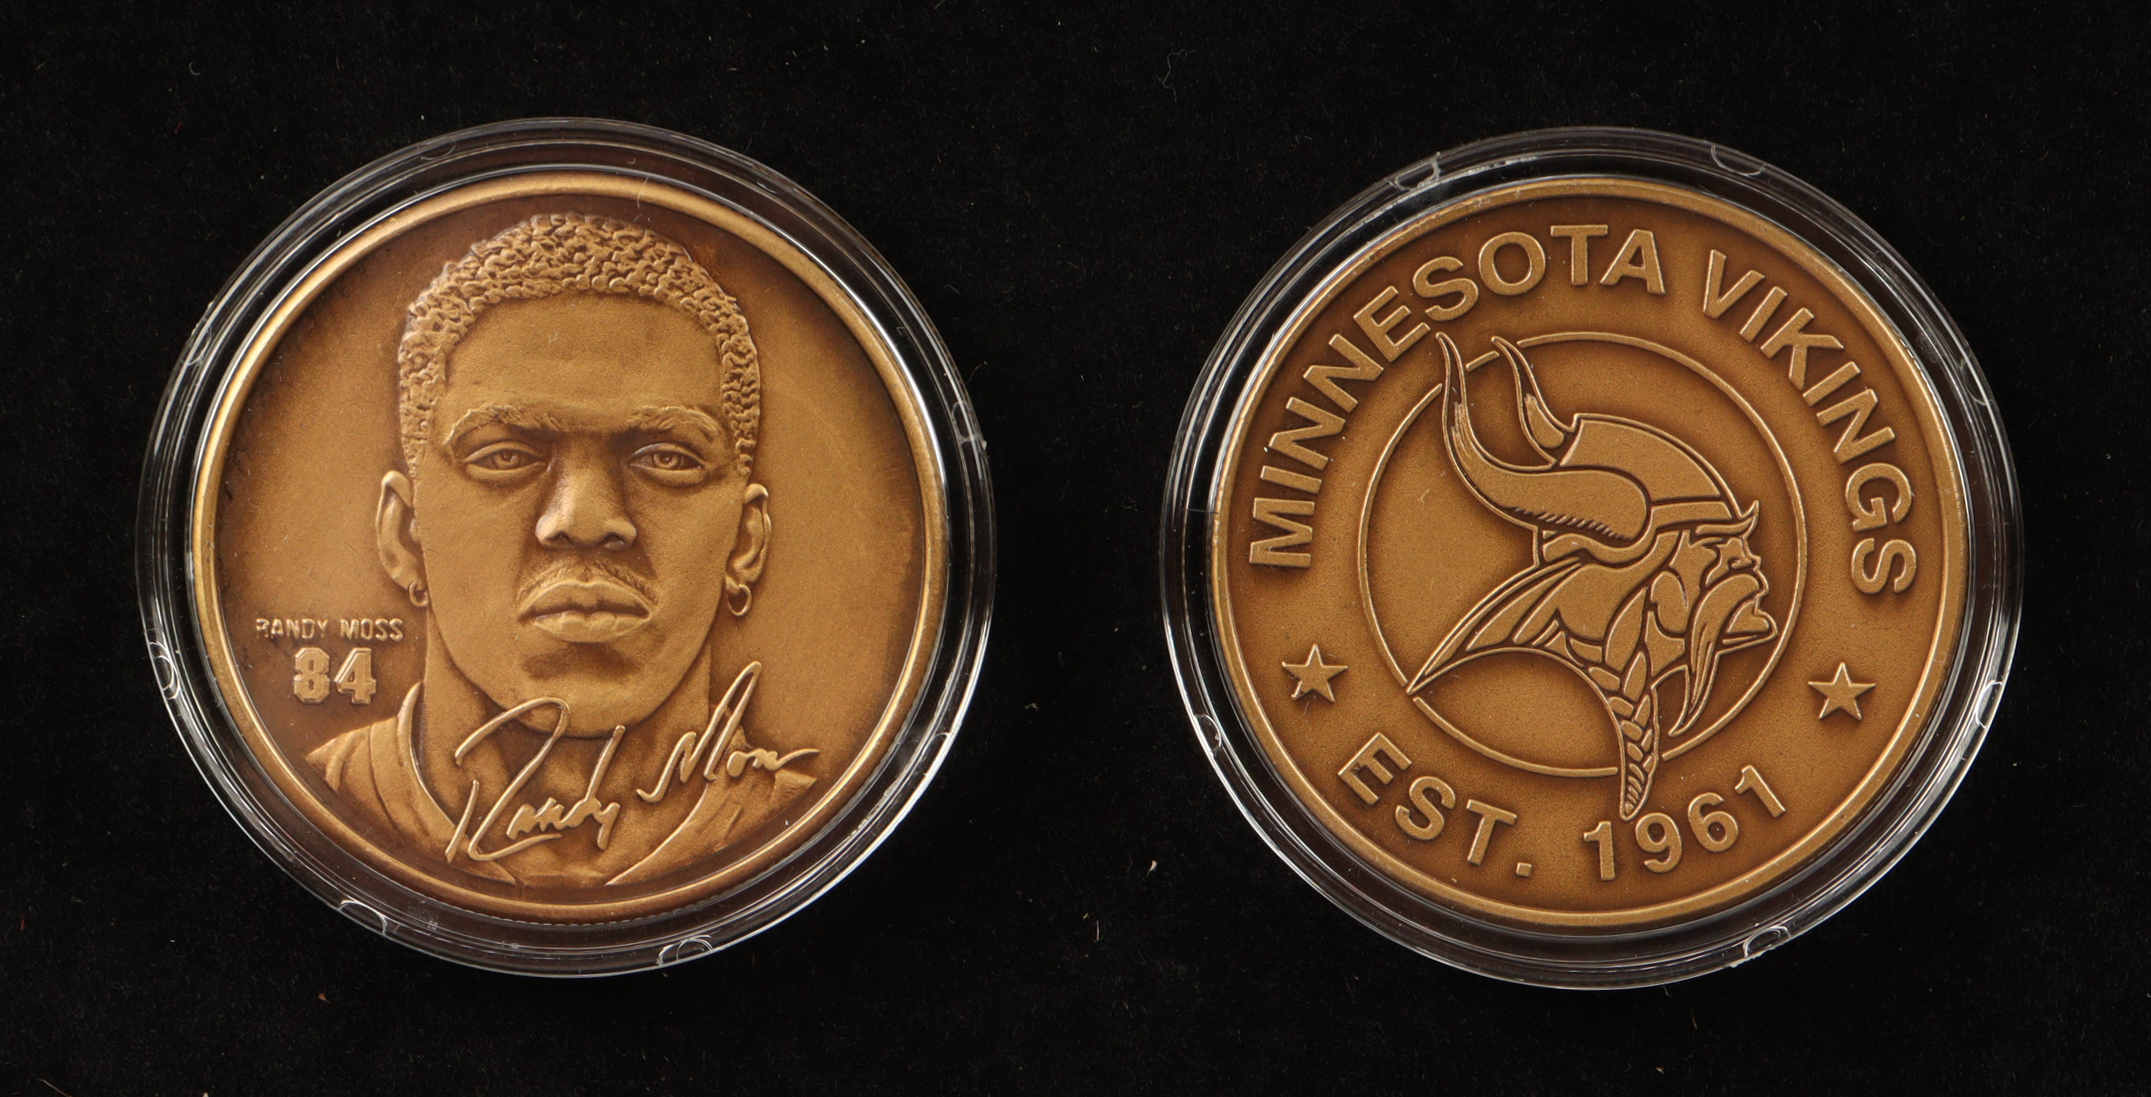 RANDY MOSS
84
Randy Moss
MINNESOTA VIKINGS
EST. 1961